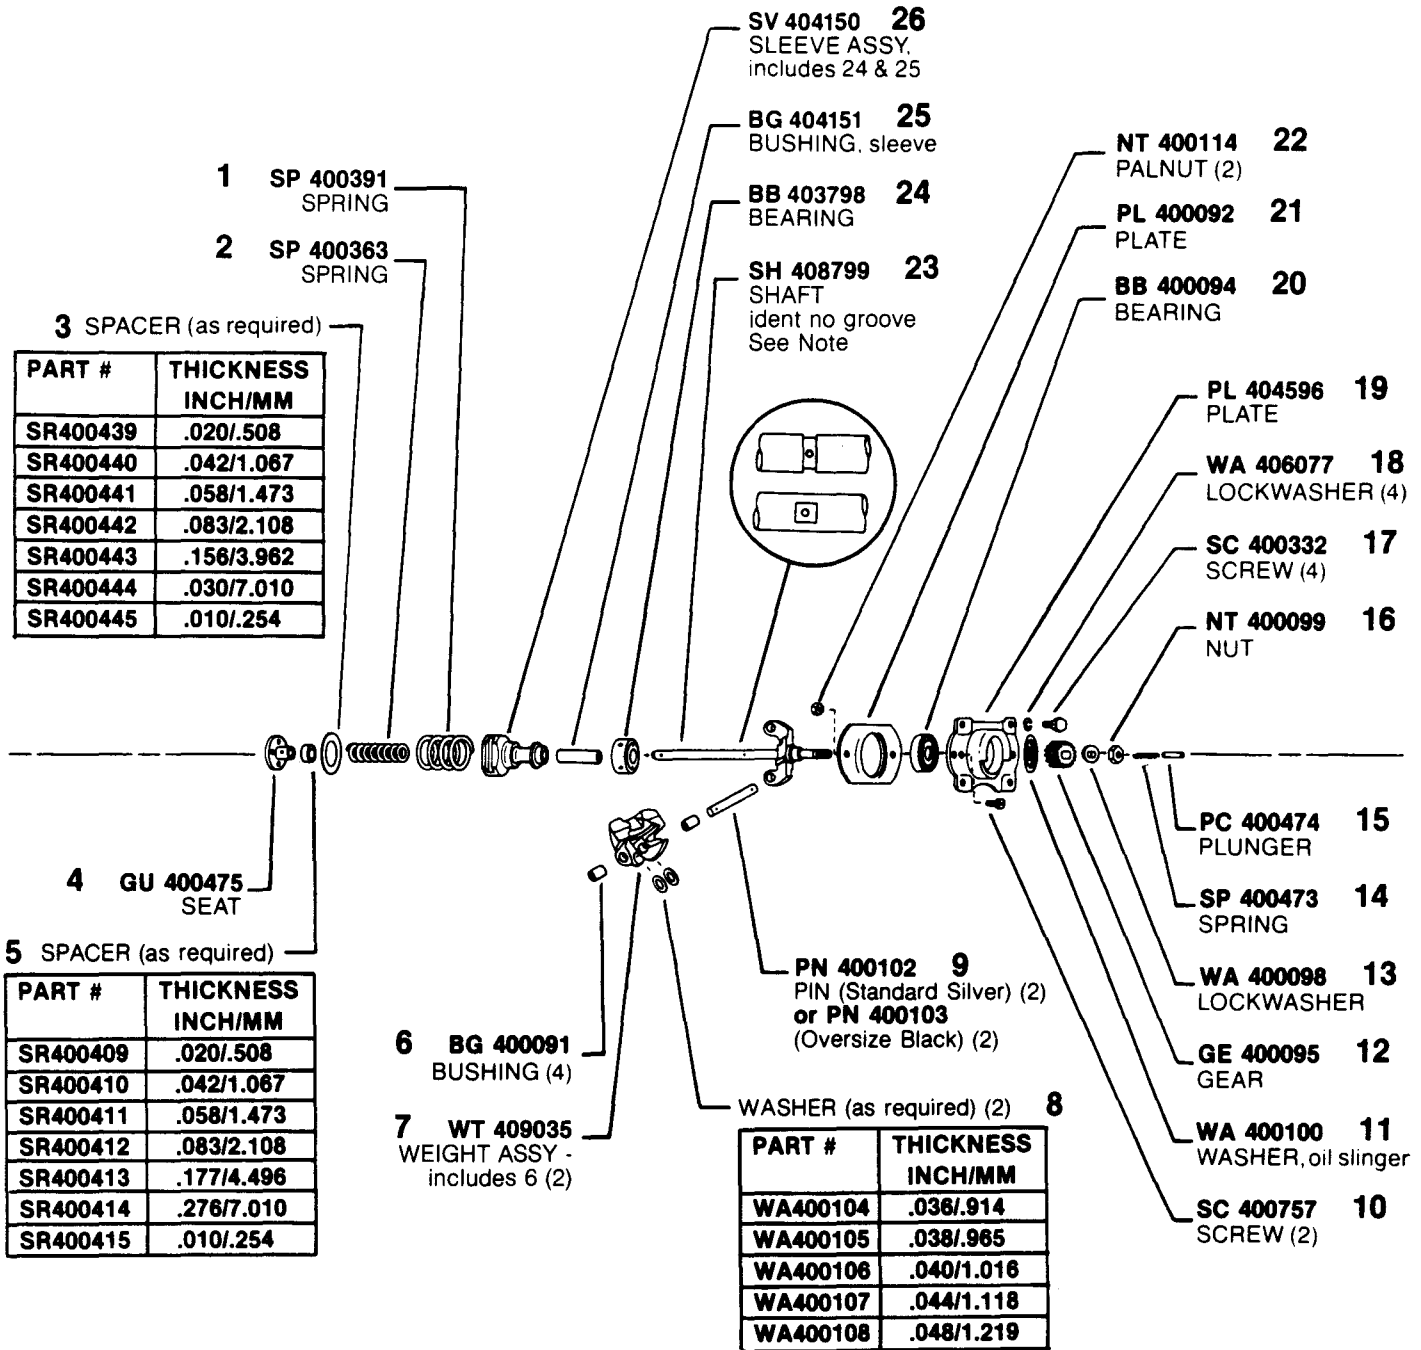 SV 404150 26
SLEEVE ASSY.
includes 24 & 25
BG 404151 25
BUSHING, sleeve
BB 403798 24
BEARING
SH 408799 23
SHAFT
ident no groove
See Note
NT 400114 22
PALNUT (2)
PL 400092 21
PLATE
BB 400094 20
BEARING
PL 404596 19
PLATE
WA 406077 18
LOCKWASHER (4)
SC 400332 17
SCREW (4)
NT 400099 16
NUT
1 SP 400391
SPRING
2 SP 400363
SPRING
3 SPACER (as required)
PART # THICKNESS
INCH/MM
SR400439 .020/.508
SR400440 .042/1.067
SR400441 .058/1.473
SR400442 .083/2.108
SR400443 .156/3.962
SR400444 .030/7.010
SR400445 .010/.254
4 GU 400475
SEAT
5 SPACER (as required)
PART # THICKNESS
INCH/MM
SR400409 .020/.508
SR400410 .042/1.067
SR400411 .058/1.473
SR400412 .083/2.108
SR400413 .177/4.496
SR400414 .276/7.010
SR400415 .010/.254
6 BG 400091
BUSHING (4)
7 WT 409035
WEIGHT ASSY -
includes 6 (2)
PN 400102 9
PIN (Standard Silver) (2)
or PN 400103
(Oversize Black) (2)
WASHER (as required) (2) 8
PART # THICKNESS
INCH/MM
WA400104 .036/.914
WA400105 .038/.965
WA400106 .040/1.016
WA400107 .044/1.118
WA400108 .048/1.219
PC 400474 15
PLUNGER
SP 400473 14
SPRING
WA 400098 13
LOCKWASHER
GE 400095 12
GEAR
WA 400100 11
WASHER, oil slinger
SC 400757 10
SCREW (2)